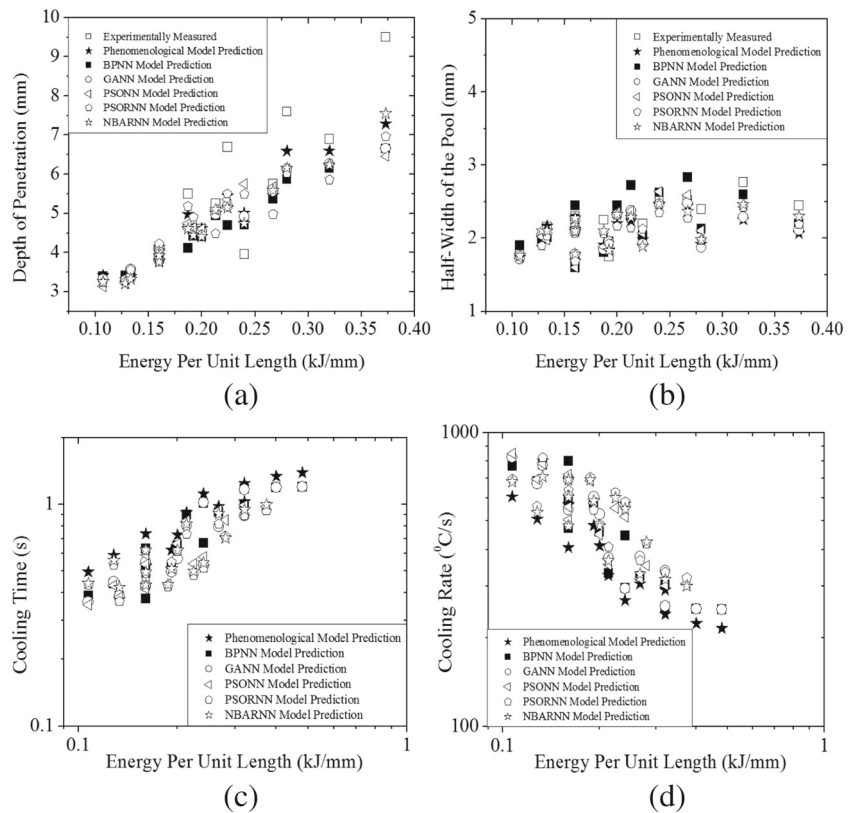 10
9
8
7
6
5
4
3
Depth of Penetration (mm)
Experimentally Measured
Phenomenological Model Prediction
BPNN Model Prediction
GANN Model Prediction
PSONN Model Prediction
PSORNN Model Prediction
NBARNN Model Prediction
0.10 0.15 0.20 0.25 0.30 0.35 0.40
Energy Per Unit Length (kJ/mm)
(a)
5
4
3
2
1
Half-Width of the Pool (mm)
Experimentally Measured
Phenomenological Model Prediction
BPNN Model Prediction
GANN Model Prediction
PSONN Model Prediction
PSORNN Model Prediction
NBARNN Model Prediction
0.10 0.15 0.20 0.25 0.30 0.35 0.40
Energy Per Unit Length (kJ/mm)
(b)
1
0.1
Cooling Time (s)
Phenomenological Model Prediction
BPNN Model Prediction
GANN Model Prediction
PSONN Model Prediction
PSORNN Model Prediction
NBARNN Model Prediction
0.1 1
Energy Per Unit Length (kJ/mm)
(c)
1000
100
Cooling Rate (⁰C/s)
Phenomenological Model Prediction
BPNN Model Prediction
GANN Model Prediction
PSONN Model Prediction
PSORNN Model Prediction
NBARNN Model Prediction
0.1 1
Energy Per Unit Length (kJ/mm)
(d)